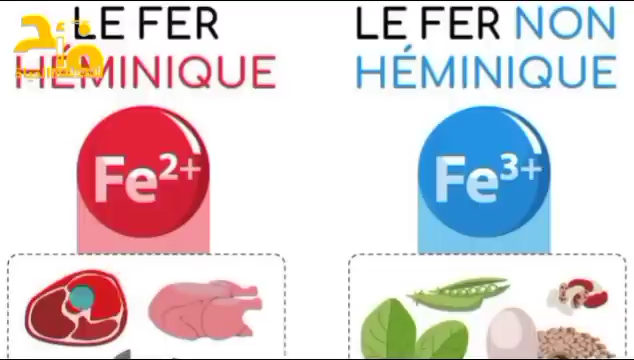 LE FER
HÉMINIQUE
Fe2+
LE FER NON
HÉMINIQUE
Fe3+